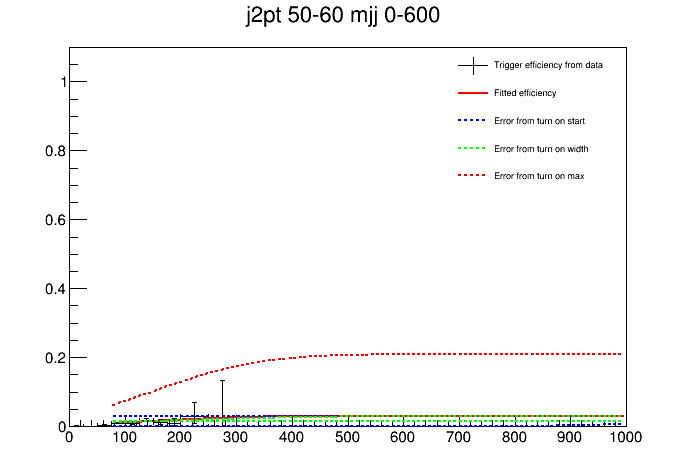 j2pt 50-60 mjj 0-600
Trigger efficiency from data
Fitted efficiency
Error from turn on start
Error from turn on width
Error from turn on max
1
0.8
0.6
0.4
0.2
0
0 100 200 300 400 500 600 700 800 900 1000